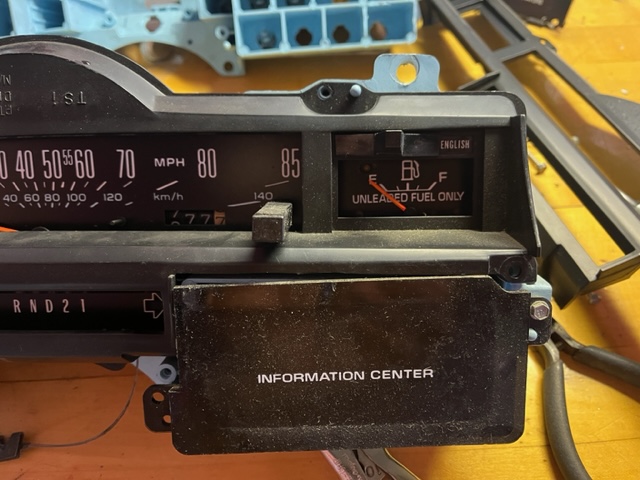 TS1
ENGLISH
40 50 55 60 70 MPH 80 85
E F
40 60 80 100 120 km/h 140
UNLEADED FUEL ONLY
77
R N D 2 1
INFORMATION CENTER